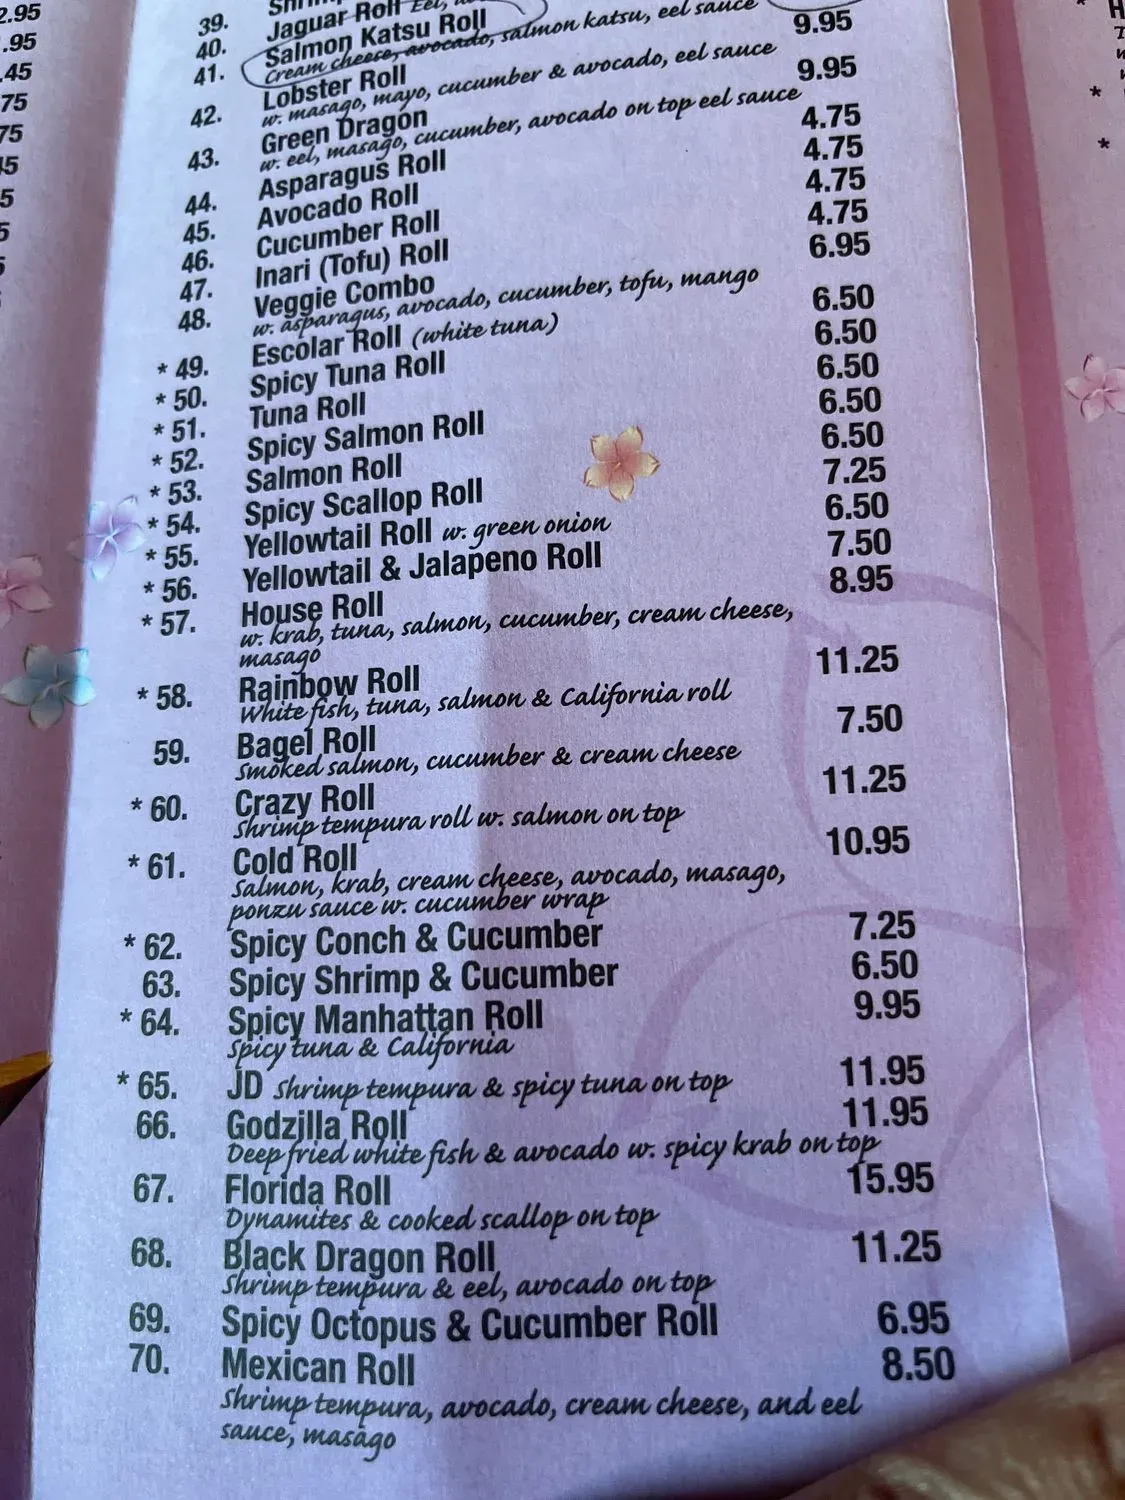 2.95
.95
.45
75
75
45
5
5
39.
40. Jaguar Roll Eel,
41. Salmon Katsu Roll
Cream cheese, avocado, salmon katsu, eel sauce
42. Lobster Roll 9.95
w. masago, mayo, cucumber & avocado, eel sauce
43. Green Dragon 9.95
w. eel, masago, cucumber, avocado on top eel sauce
44. Asparagus Roll 4.75
45. Avocado Roll 4.75
46. Cucumber Roll 4.75
47. Inari (Tofu) Roll 4.75
48. Veggie Combo 6.95
w. asparagus, avocado, cucumber, tofu, mango
* 49. Escolar Roll (white tuna) 6.50
* 50. Spicy Tuna Roll 6.50
* 51. Tuna Roll 6.50
* 52. Spicy Salmon Roll 6.50
* 53. Salmon Roll 6.50
* 54. Spicy Scallop Roll 7.25
* 55. Yellowtail Roll w. green onion 6.50
* 56. Yellowtail & Jalapeno Roll 7.50
* 57. House Roll 8.95
w. krab, tuna, salmon, cucumber, cream cheese,
masago
* 58. Rainbow Roll 11.25
White fish, tuna, salmon & California roll
59. Bagel Roll 7.50
Smoked salmon, cucumber & cream cheese
* 60. Crazy Roll 11.25
Shrimp tempura roll w. salmon on top
* 61. Cold Roll 10.95
Salmon, krab, cream cheese, avocado, masago,
ponzu sauce w. cucumber wrap
* 62. Spicy Conch & Cucumber 7.25
63. Spicy Shrimp & Cucumber 6.50
* 64. Spicy Manhattan Roll 9.95
Spicy tuna & California
* 65. JD Shrimp tempura & spicy tuna on top 11.95
66. Godzilla Roll 11.95
Deep fried white fish & avocado w. spicy krab on top
67. Florida Roll 15.95
Dynamites & cooked scallop on top
68. Black Dragon Roll 11.25
Shrimp tempura & eel, avocado on top
69. Spicy Octopus & Cucumber Roll 6.95
70. Mexican Roll 8.50
Shrimp tempura, avocado, cream cheese, and eel
sauce, masago